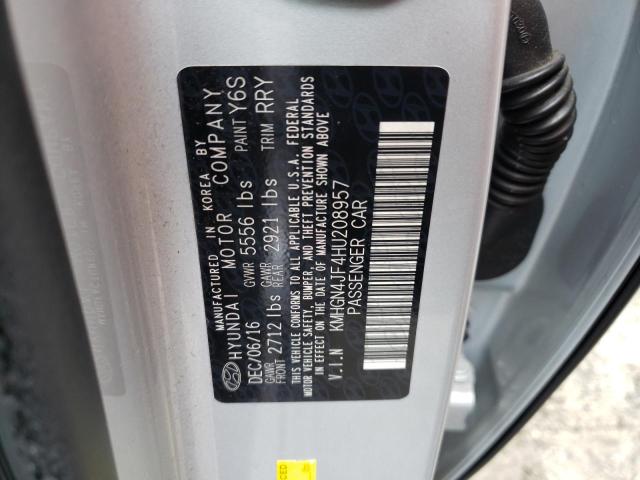 MANUFACTURED IN KOREA BY
HYUNDAI MOTOR COMPANY
DEC/06/16 GVWR 5556 lbs PAINT Y6S
GAWR FRONT 2712 lbs GAWR REAR 2921 lbs TRIM RRY
THIS VEHICLE CONFORMS TO ALL APPLICABLE U.S.A. FEDERAL
MOTOR VEHICLE SAFETY, BUMPER, AND THEFT PREVENTION STANDARDS
IN EFFECT ON THE DATE OF MANUFACTURE SHOWN ABOVE
V.I.N KMHGN4JF4HU208957
PASSENGER CAR